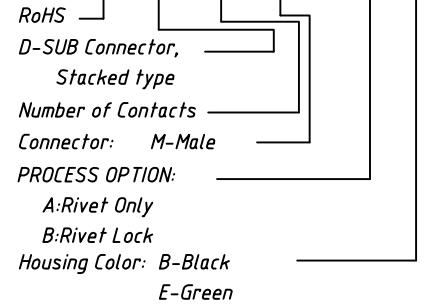 RoHS
D-SUB Connector,
Stacked type
Number of Contacts
Connector: M-Male
PROCESS OPTION:
A:Rivet Only
B:Rivet Lock
Housing Color: B-Black
E-Green